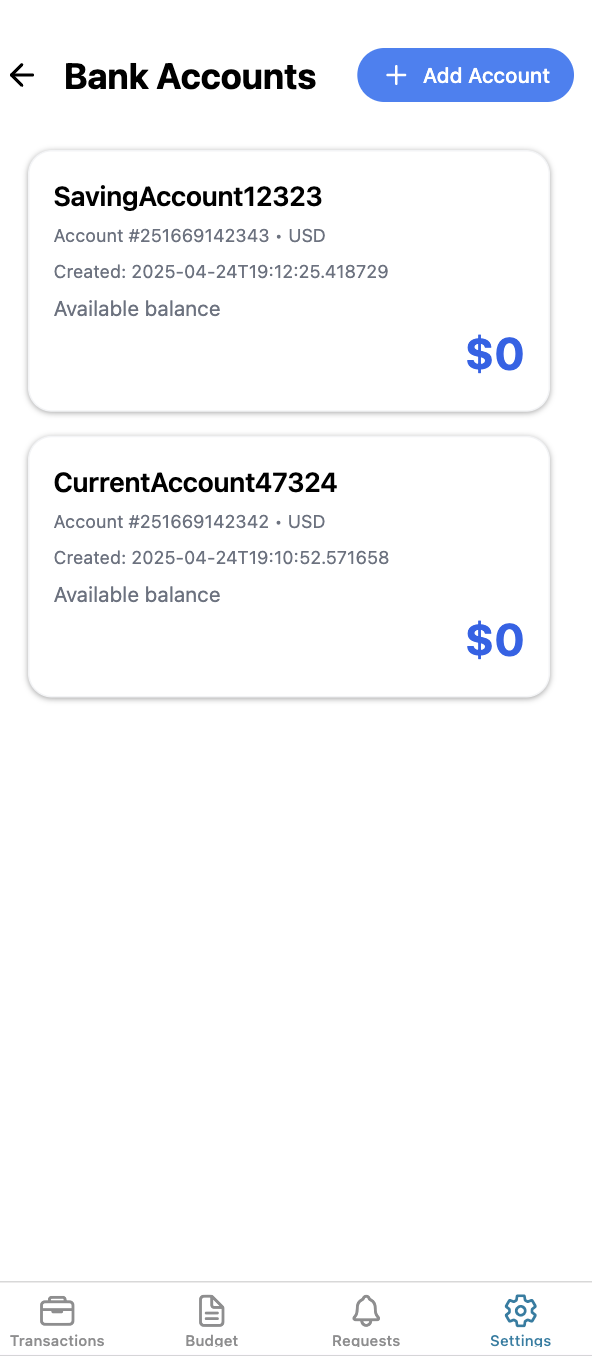 Bank Accounts
+ Add Account
SavingAccount12323
Account #251669142343 • USD
Created: 2025-04-24T19:12:25.418729
Available balance
$0
CurrentAccount47324
Account #251669142342 • USD
Created: 2025-04-24T19:10:52.571658
Available balance
$0
Transactions
Budget
Requests
Settings